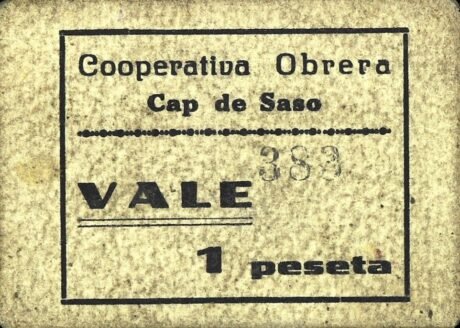 Cooperativa Obrera
Cap de Saso
383
VALE
1 peseta